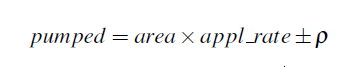 pumped = area × appl_rate ± ρ